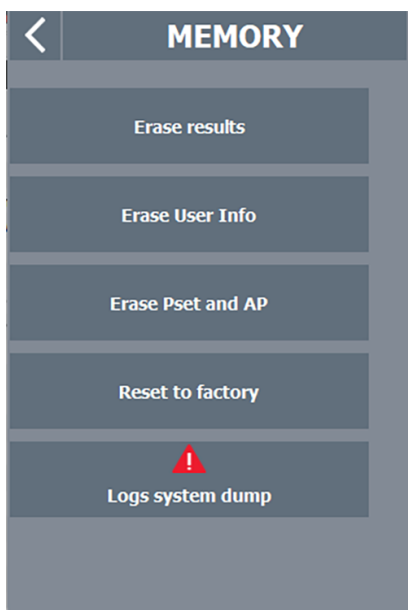 MEMORY
Erase results
Erase User Info
Erase Pset and AP
Reset to factory
Logs system dump